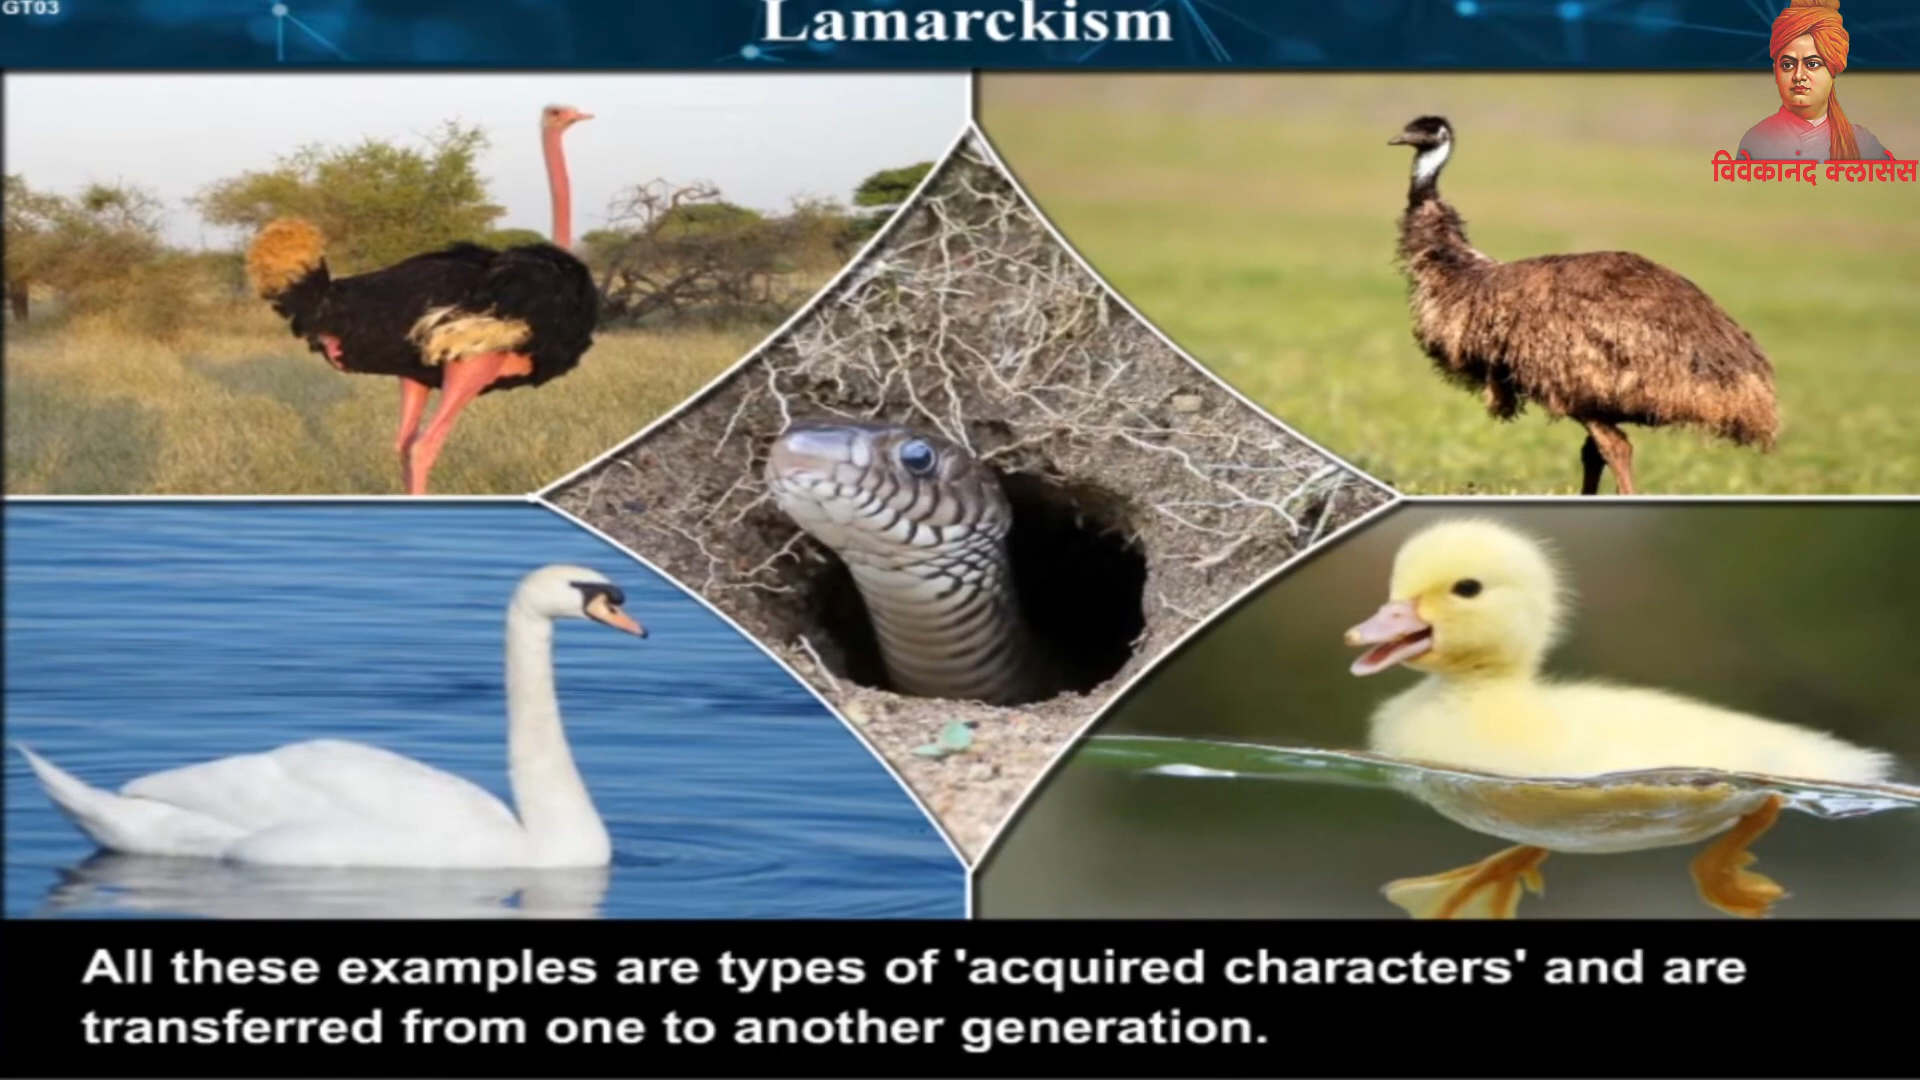 GT03
Lamarckism
विवेकानंद क्लासेस
All these examples are types of 'acquired characters' and are
transferred from one to another generation.